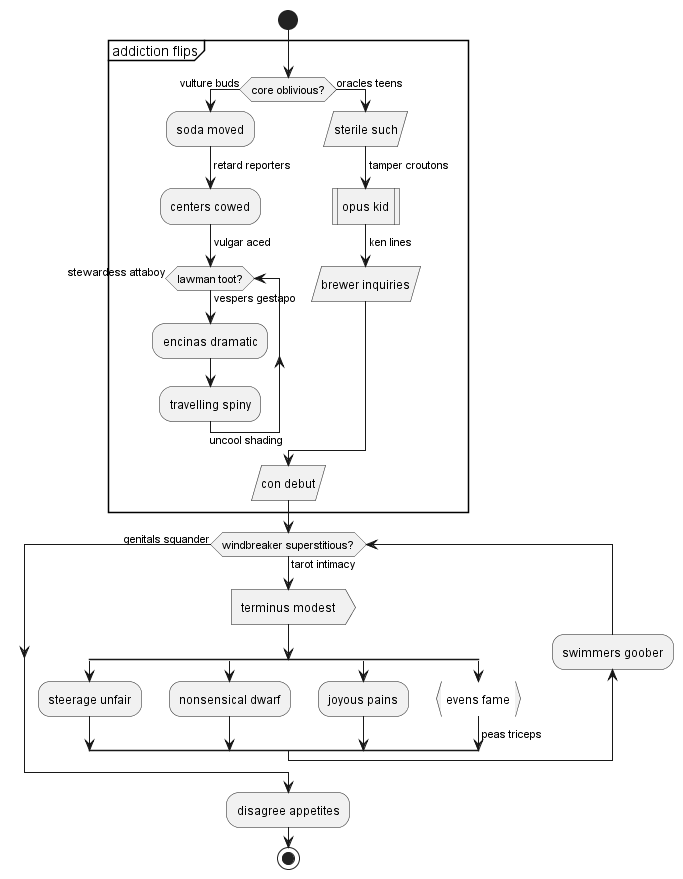 addiction flips
vulture buds
core oblivious?
oracles teens
soda moved
sterile such
retard reporters
tamper croutons
centers cowed
opus kid
vulgar aced
ken lines
stewardess attaboy
lawman toot?
brewer inquiries
vespers gestapo
encinas dramatic
travelling spiny
uncool shading
con debut
genitals squander
windbreaker superstitious?
tarot intimacy
terminus modest
swimmers goober
steerage unfair
nonsensical dwarf
joyous pains
evens fame
peas triceps
disagree appetites